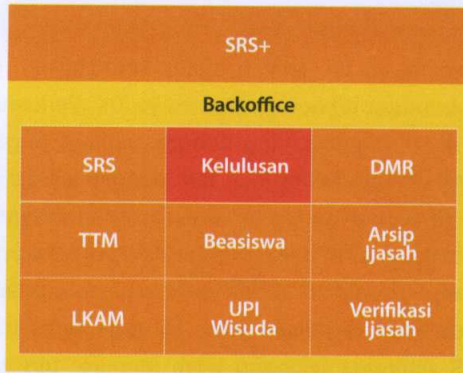 SRS+
Backoffice
SRS
Kelulusan
DMR
TTM
Beasiswa
Arsip
Ijasah
LKAM
UPI
Wisuda
Verifikasi
Ijasah